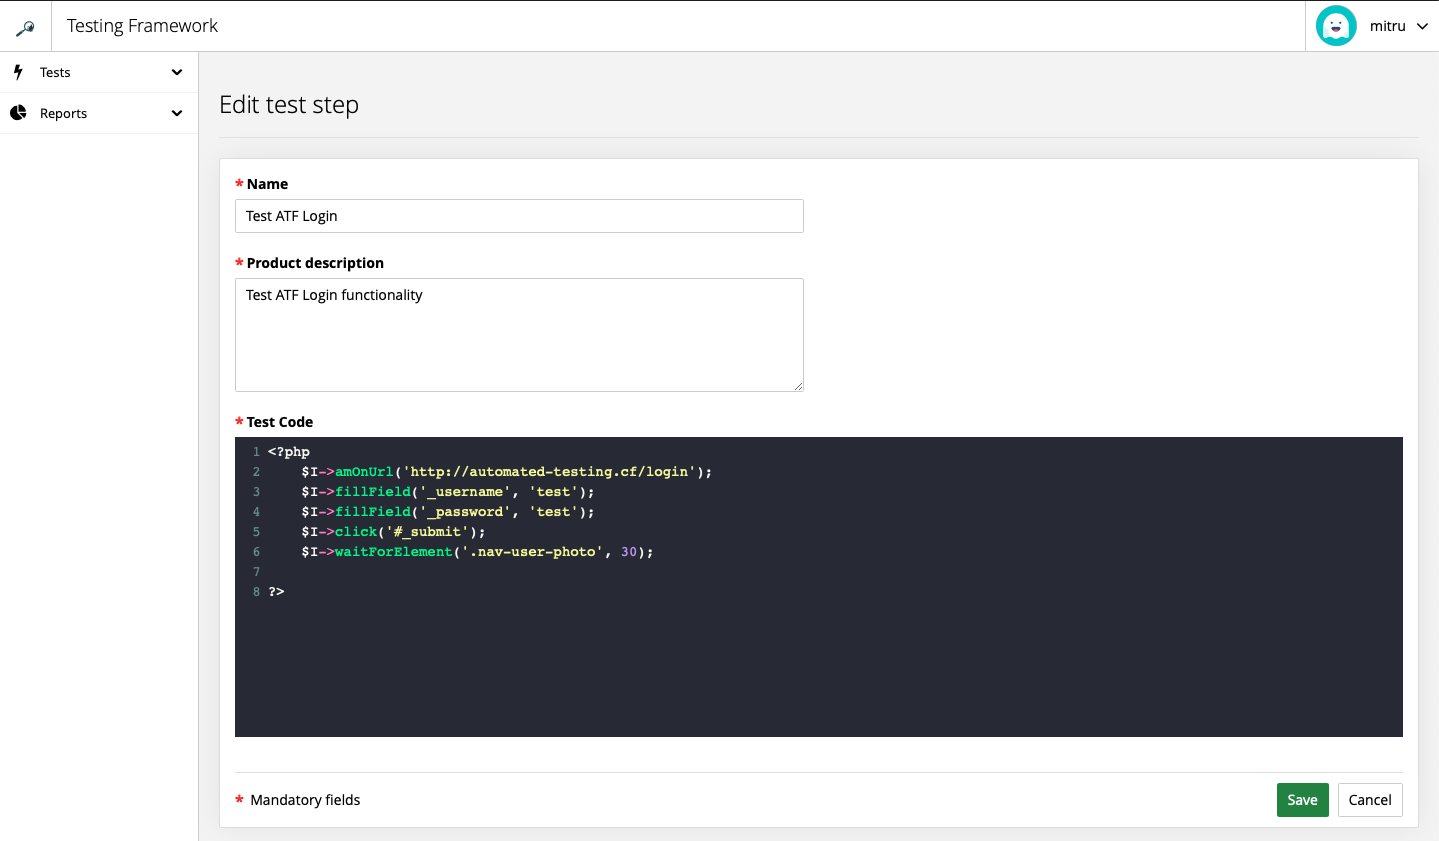 Testing Framework
mitru
Tests
Reports
Edit test step
* Name
Test ATF Login
* Product description
Test ATF Login functionality
* Test Code
1 <?php
2     $I->amOnUrl('http://automated-testing.cf/login');
3     $I->fillField('_username', 'test');
4     $I->fillField('_password', 'test');
5     $I->click('#_submit');
6     $I->waitForElement('.nav-user-photo', 30);
7
8 ?>
* Mandatory fields
Save
Cancel